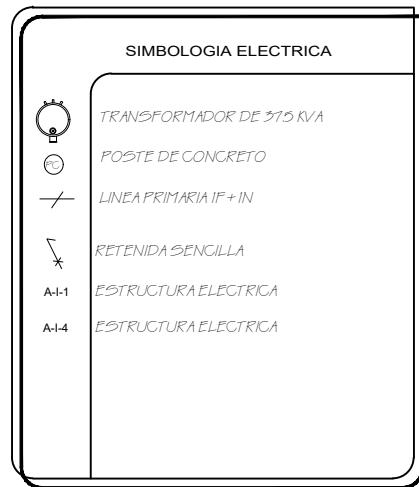 SIMBOLOGIA ELECTRICA
TRANSFORMADOR DE 37.5 KVA
PC POSTE DE CONCRETO
LINEA PRIMARIA 1F+1N
RETENIDA SENCILLA
A-I-1 ESTRUCTURA ELECTRICA
A-I-4 ESTRUCTURA ELECTRICA